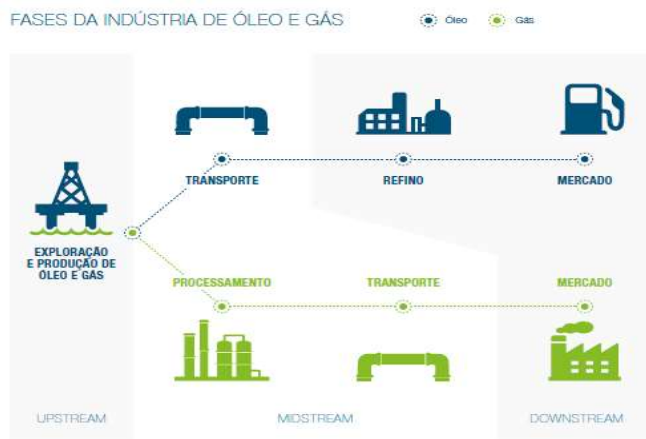 FASES DA INDÚSTRIA DE ÓLEO E GÁS
Óleo
Gás
TRANSPORTE
REFINO
MERCADO
EXPLORAÇÃO
E PRODUÇÃO DE
ÓLEO E GÁS
PROCESSAMENTO
TRANSPORTE
MERCADO
UPSTREAM
MIDSTREAM
DOWNSTREAM